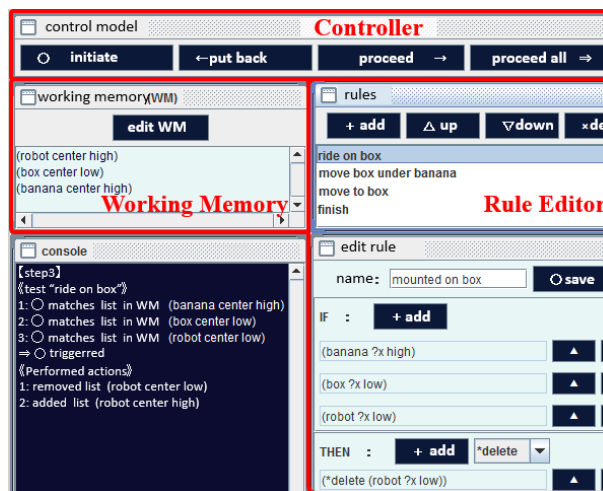 control model
Controller
○ initiate
←put back
proceed →
proceed all ⇒
working memory(WM)
edit WM
(robot center high)
(box center low)
(banana center high)
Working Memory
rules
+ add
△ up
▽down
×de
ride on box
move box under banana
move to box
finish
Rule Editor
console
【step3】
《test “ride on box”》
1: ○ matches list in WM (banana center high)
2: ○ matches list in WM (box center low)
3: ○ matches list in WM (robot center low)
⇒ ○ triggerred
《Performed actions》
1: removed list (robot center low)
2: added list (robot center high)
edit rule
name: mounted on box
○ save
IF :
+ add
(banana ?x high)
(box ?x low)
(robot ?x low)
THEN :
+ add
*delete
(*delete (robot ?x low))